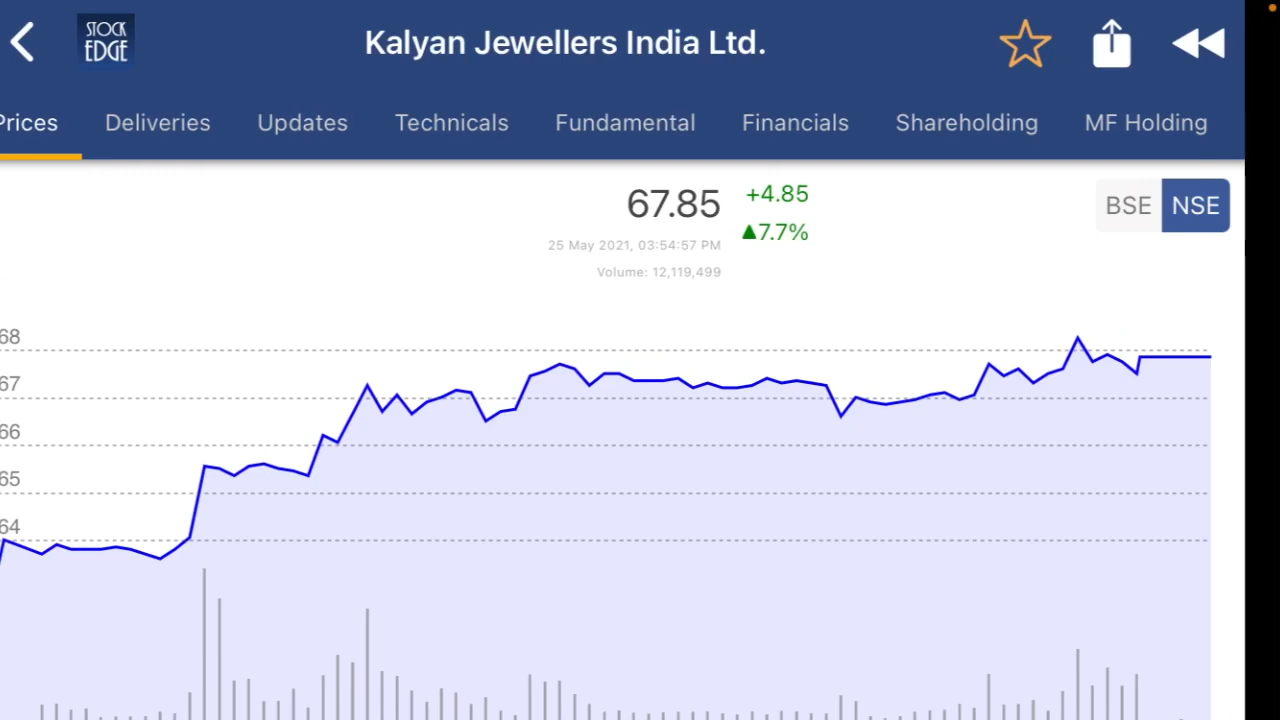 STOCK
EDGE
Kalyan Jewellers India Ltd.
Prices Deliveries Updates Technicals Fundamental Financials Shareholding MF Holding
67.85 +4.85
▲7.7%
25 May 2021, 03:54:57 PM
Volume: 12,119,499
BSE NSE
68
67
66
65
64